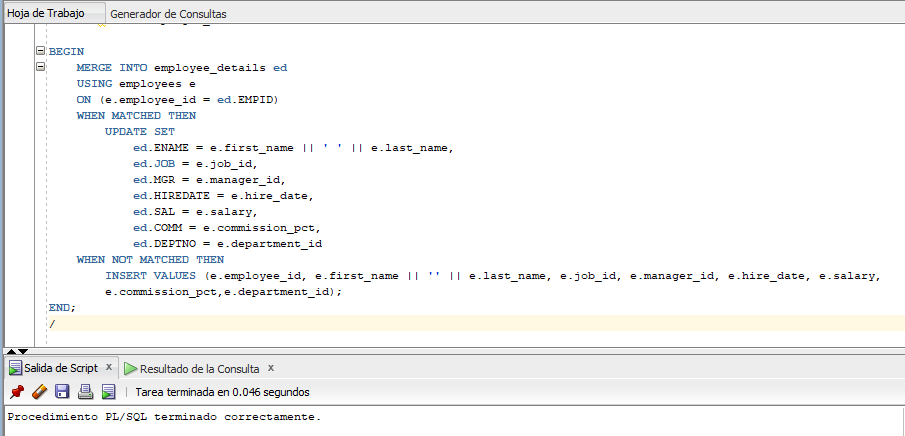 Hoja de Trabajo Generador de Consultas
BEGIN
MERGE INTO employee_details ed
USING employees e
ON (e.employee_id = ed.EMPID)
WHEN MATCHED THEN
UPDATE SET
ed.ENAME = e.first_name || ' ' || e.last_name,
ed.JOB = e.job_id,
ed.MGR = e.manager_id,
ed.HIREDATE = e.hire_date,
ed.SAL = e.salary,
ed.COMM = e.commission_pct,
ed.DEPTNO = e.department_id
WHEN NOT MATCHED THEN
INSERT VALUES (e.employee_id, e.first_name || '' || e.last_name, e.job_id, e.manager_id, e.hire_date, e.salary,
e.commission_pct,e.department_id);
END;
/
Salida de Script x Resultado de la Consulta x
Tarea terminada en 0.046 segundos
Procedimiento PL/SQL terminado correctamente.